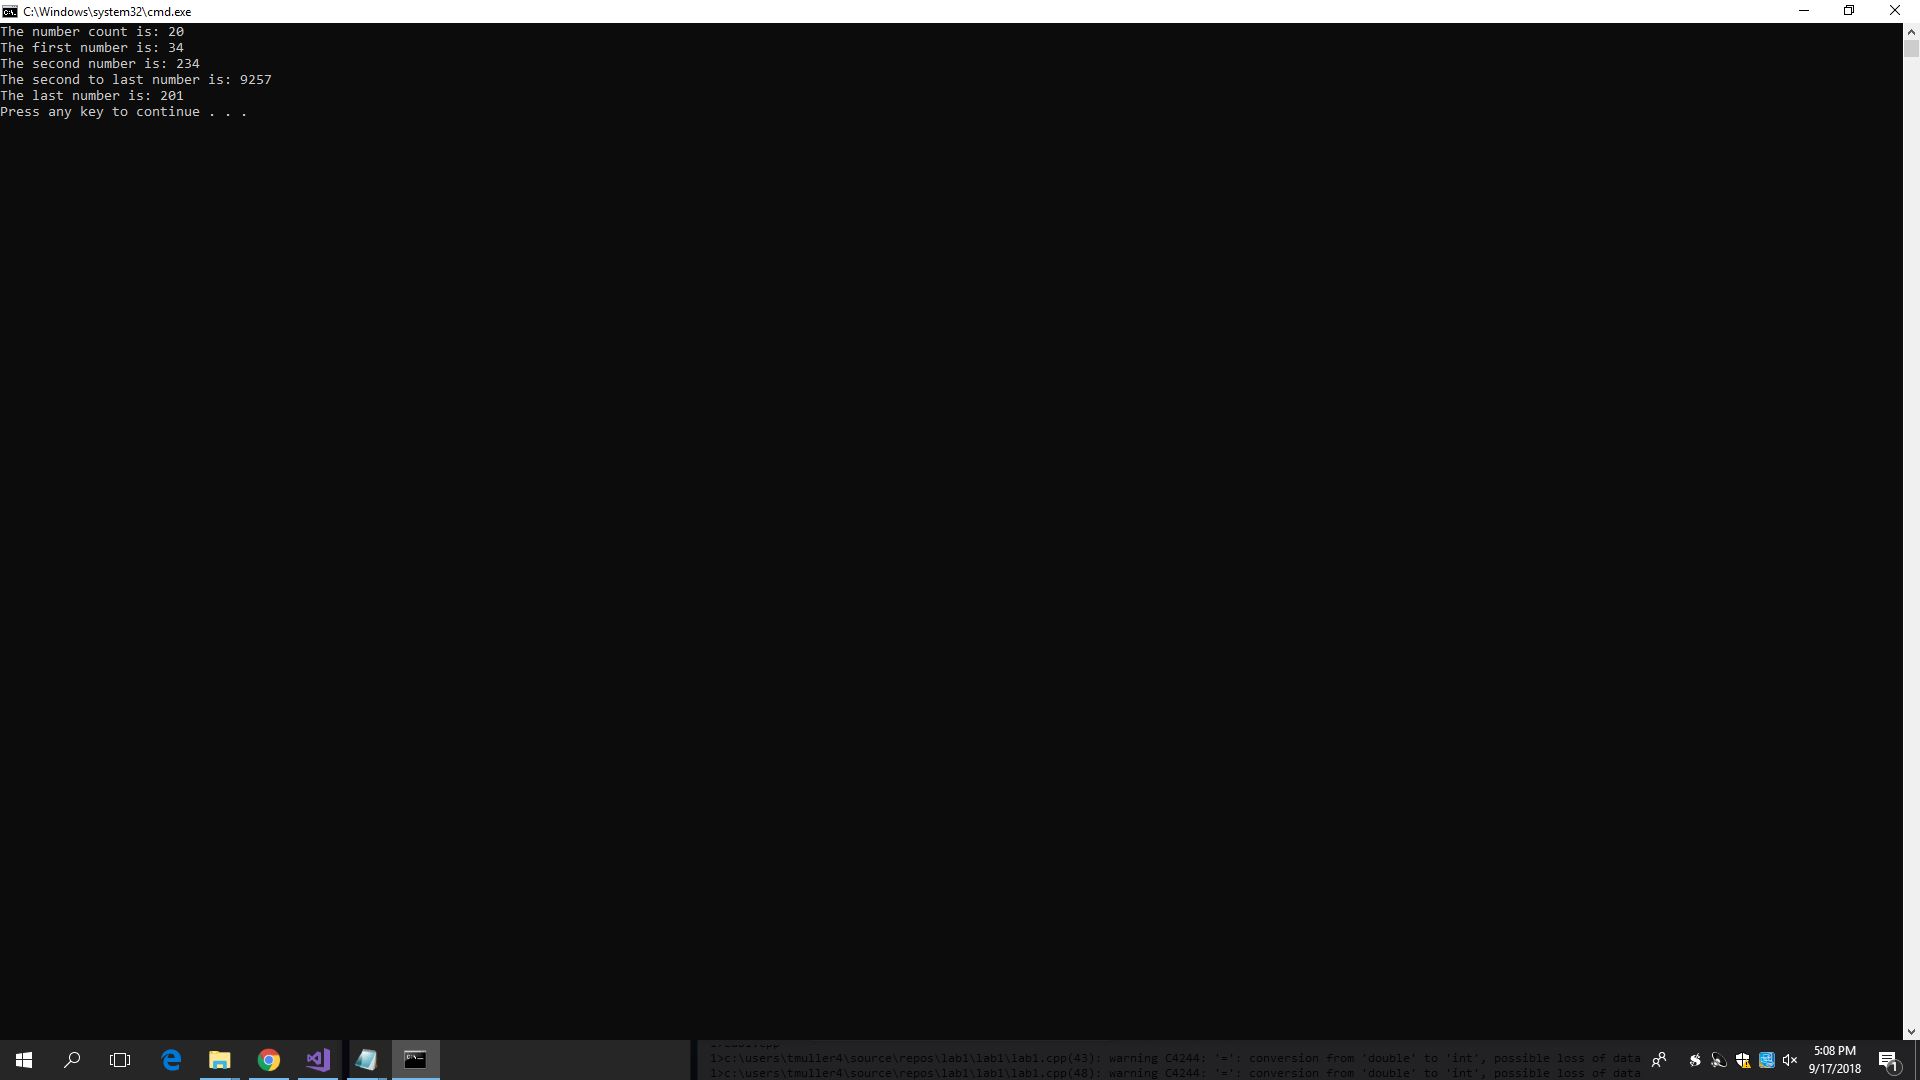 C:\Windows\system32\cmd.exe
The number count is: 20
The first number is: 34
The second number is: 234
The second to last number is: 9257
The last number is: 201
Press any key to continue . . .
1>c:\users\tmuller4\source\repos\lab1\lab1\lab1.cpp(43): warning C4244: '=': conversion from 'double' to 'int', possible loss of data
1>c:\users\tmuller4\source\repos\lab1\lab1\lab1.cpp(48): warning C4244: '=': conversion from 'double' to 'int', possible loss of data
5:08 PM
9/17/2018
1